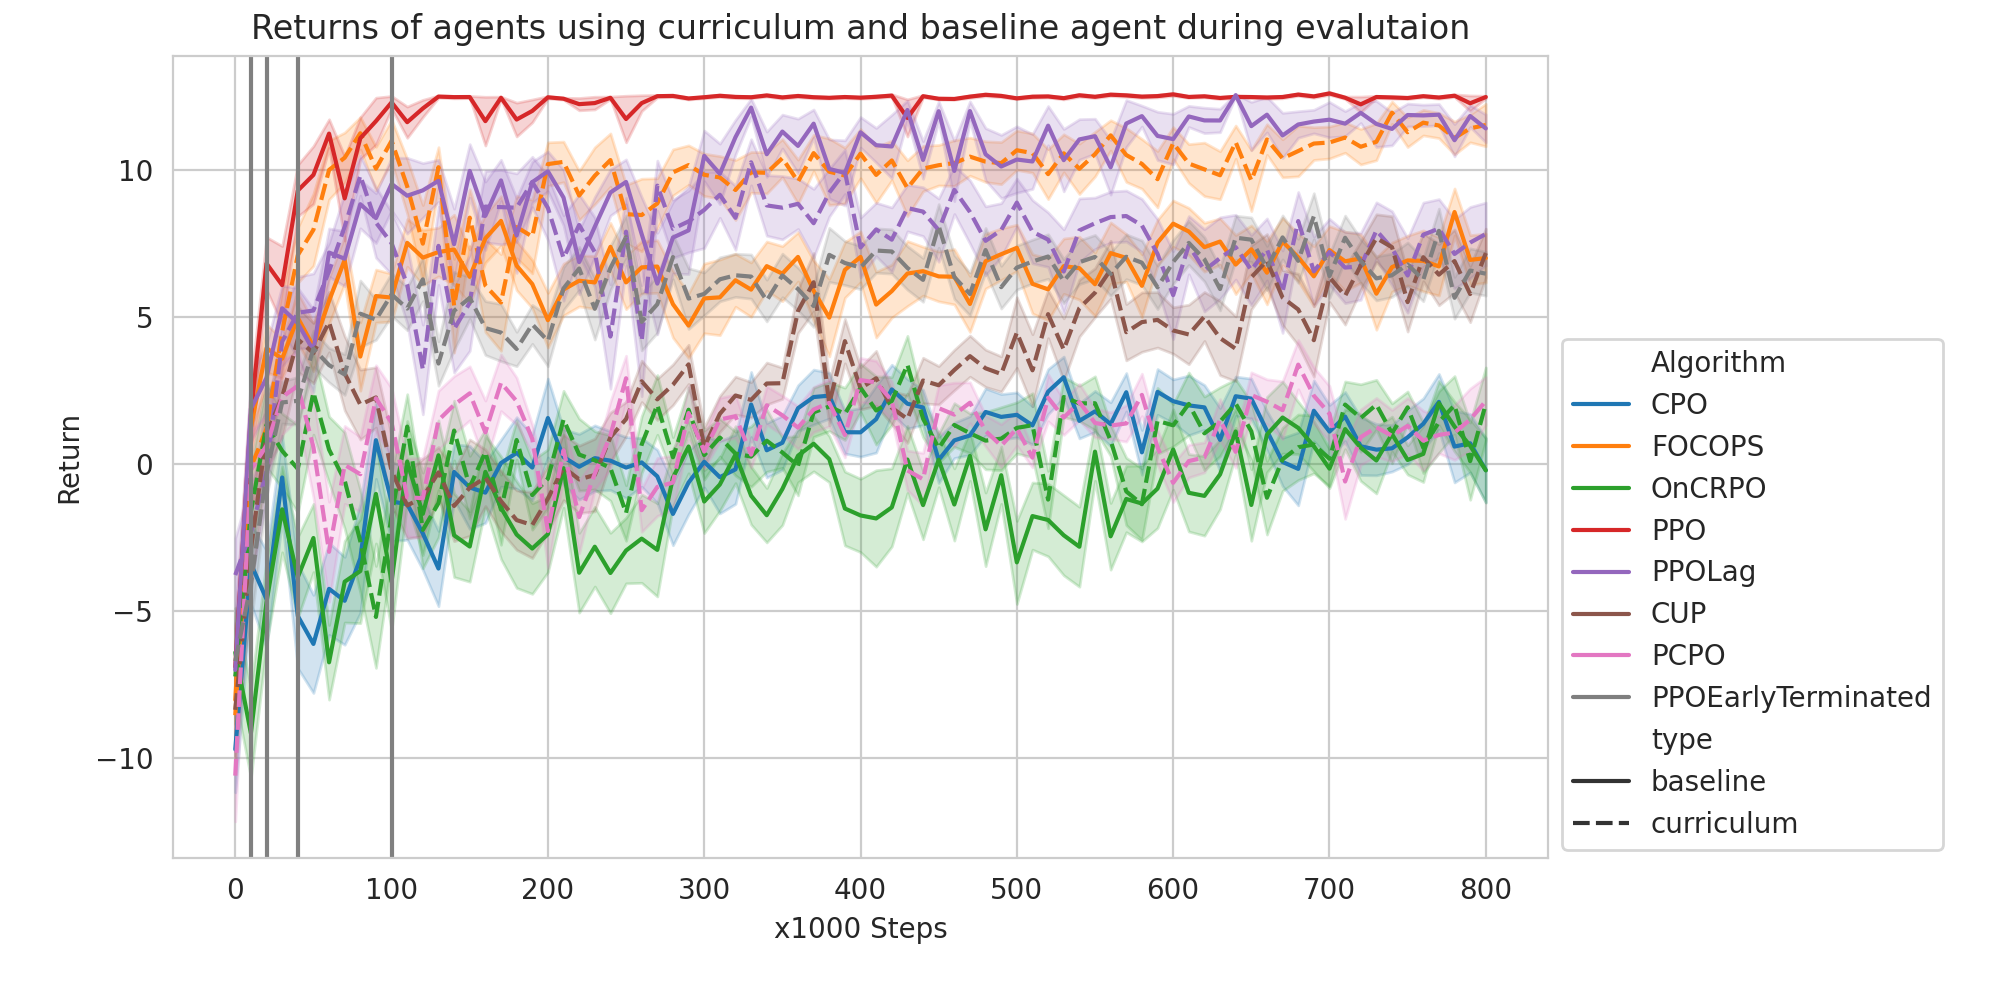 Returns of agents using curriculum and baseline agent during evalutaion
Return
10
5
0
−5
−10
0 100 200 300 400 500 600 700 800
x1000 Steps
Algorithm
CPO
FOCOPS
OnCRPO
PPO
PPOLag
CUP
PCPO
PPOEarlyTerminated
type
baseline
curriculum